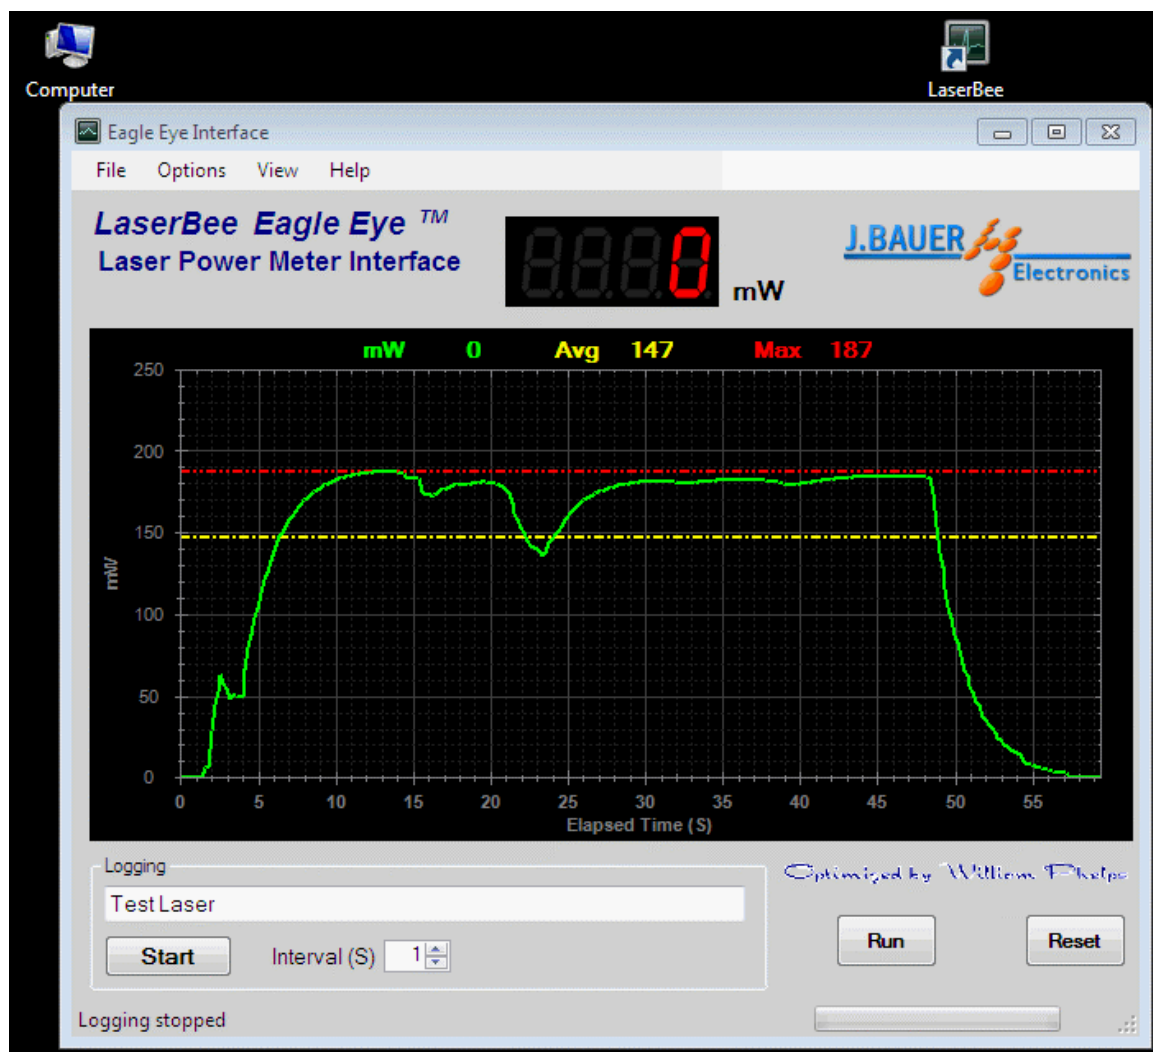 Computer
LaserBee
Eagle Eye Interface
File Options View Help
LaserBee Eagle Eye TM
Laser Power Meter Interface
0 mW
J.BAUER
Electronics
mW 0 Avg 147 Max 187
250
200
150
100
50
0
mW
0 5 10 15 20 25 30 35 40 45 50 55
Elapsed Time (S)
Logging
Test Laser
Start Interval (S) 1
Optimized by William Phelps
Run Reset
Logging stopped